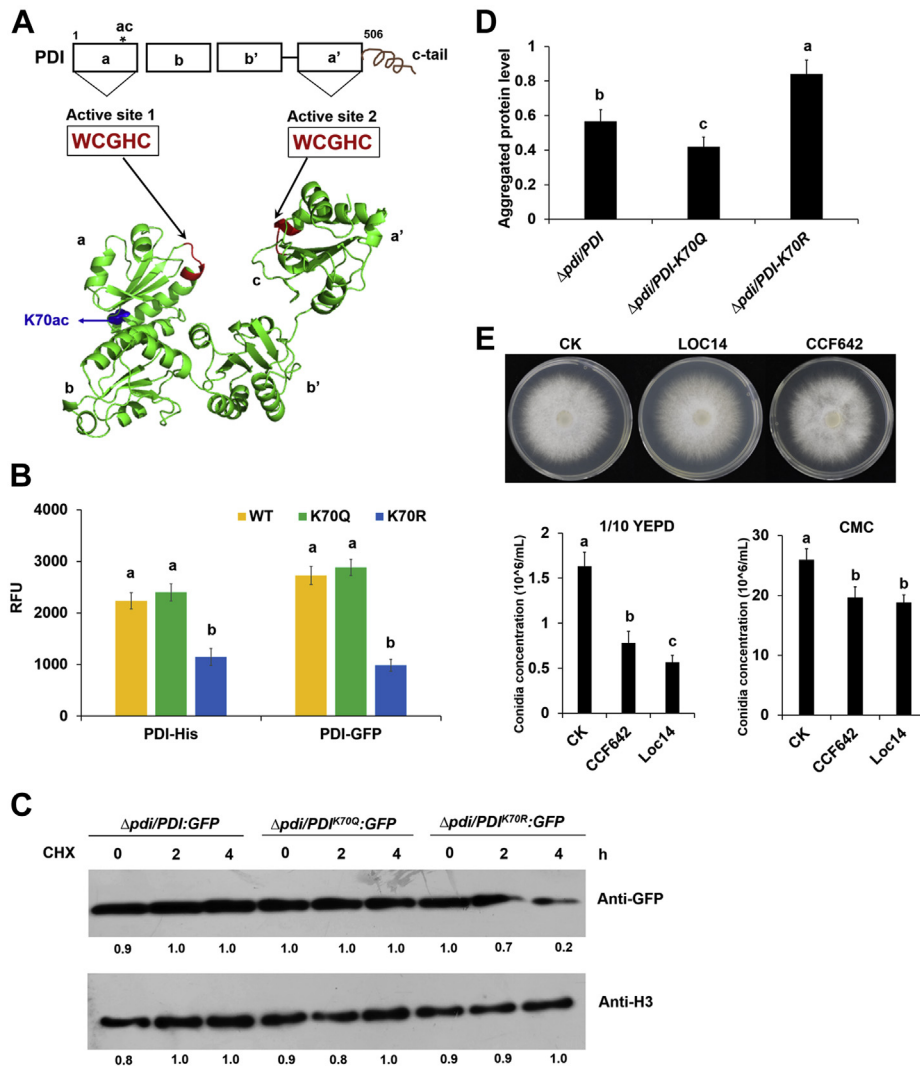 A
1
ac
*
506
PDI
a
b
b’
a’
c-tail
Active site 1
WCGHC
Active site 2
WCGHC
a
a’
c
K70ac
b
b’
B
WT K70Q K70R
4000
3000
2000
1000
0
RFU
a a b
a a b
PDI-His PDI-GFP
C
Δpdi/PDI:GFP Δpdi/PDI^K70Q:GFP Δpdi/PDI^K70R:GFP
CHX 0 2 4 0 2 4 0 2 4 h
Anti-GFP
0.9 1.0 1.0 1.0 1.0 1.0 1.0 0.7 0.2
Anti-H3
0.8 1.0 1.0 0.9 0.8 1.0 0.9 0.9 1.0
D
Aggregated protein level
1
0.8
0.6
0.4
0.2
0
b c a
Δpdi/PDI
Δpdi/PDI-K70Q
Δpdi/PDI-K70R
E
CK LOC14 CCF642
1/10 YEPD
Conidia concentration (10^6/mL)
2
1.5
1
0.5
0
a b c
CK CCF642 Loc14
CMC
Conidia concentration (10^6/mL)
30
20
10
0
a b b
CK CCF642 Loc14